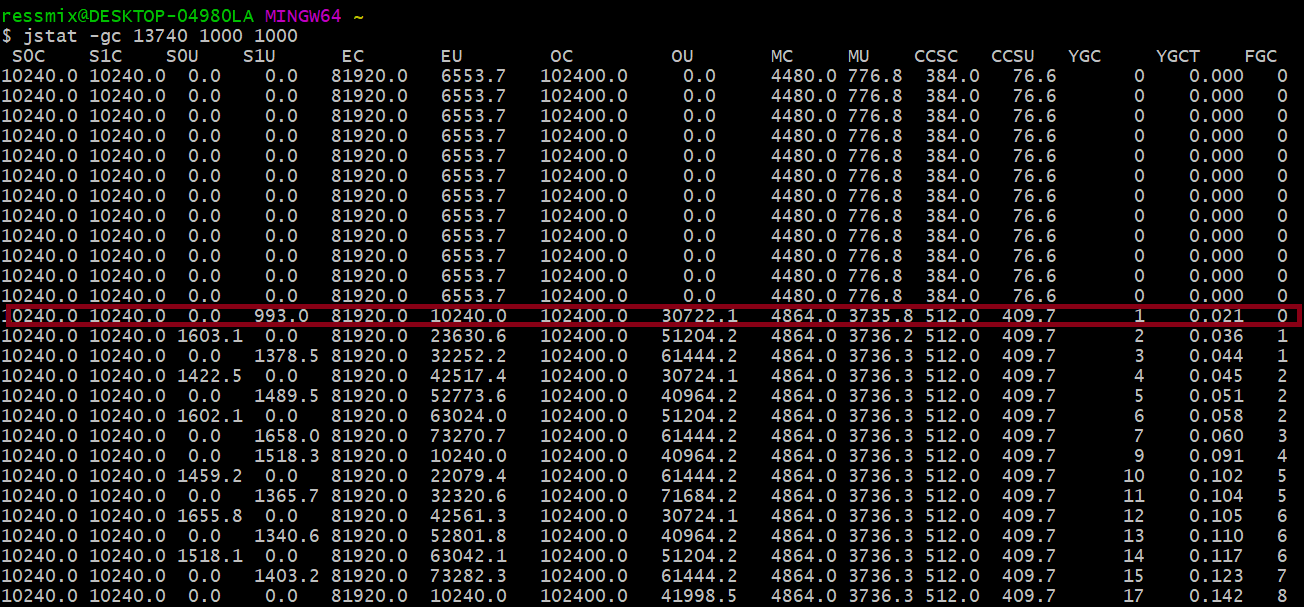 ressmix@DESKTOP-O4980LA MINGW64 ~
$ jstat -gc 13740 1000 1000
S0C S1C S0U S1U EC EU OC OU MC MU CCSC CCSU YGC YGCT FGC
10240.0 10240.0 0.0 0.0 81920.0 6553.7 102400.0 0.0 4480.0 776.8 384.0 76.6 0 0.000 0
10240.0 10240.0 0.0 0.0 81920.0 6553.7 102400.0 0.0 4480.0 776.8 384.0 76.6 0 0.000 0
10240.0 10240.0 0.0 0.0 81920.0 6553.7 102400.0 0.0 4480.0 776.8 384.0 76.6 0 0.000 0
10240.0 10240.0 0.0 0.0 81920.0 6553.7 102400.0 0.0 4480.0 776.8 384.0 76.6 0 0.000 0
10240.0 10240.0 0.0 0.0 81920.0 6553.7 102400.0 0.0 4480.0 776.8 384.0 76.6 0 0.000 0
10240.0 10240.0 0.0 0.0 81920.0 6553.7 102400.0 0.0 4480.0 776.8 384.0 76.6 0 0.000 0
10240.0 10240.0 0.0 0.0 81920.0 6553.7 102400.0 0.0 4480.0 776.8 384.0 76.6 0 0.000 0
10240.0 10240.0 0.0 0.0 81920.0 6553.7 102400.0 0.0 4480.0 776.8 384.0 76.6 0 0.000 0
10240.0 10240.0 0.0 0.0 81920.0 6553.7 102400.0 0.0 4480.0 776.8 384.0 76.6 0 0.000 0
10240.0 10240.0 0.0 0.0 81920.0 6553.7 102400.0 0.0 4480.0 776.8 384.0 76.6 0 0.000 0
10240.0 10240.0 0.0 0.0 81920.0 6553.7 102400.0 0.0 4480.0 776.8 384.0 76.6 0 0.000 0
10240.0 10240.0 0.0 0.0 81920.0 6553.7 102400.0 0.0 4480.0 776.8 384.0 76.6 0 0.000 0
10240.0 10240.0 0.0 993.0 81920.0 10240.0 102400.0 30722.1 4864.0 3735.8 512.0 409.7 1 0.021 0
10240.0 10240.0 1603.1 0.0 81920.0 23630.6 102400.0 51204.2 4864.0 3736.2 512.0 409.7 2 0.036 1
10240.0 10240.0 0.0 1378.5 81920.0 32252.2 102400.0 61444.2 4864.0 3736.3 512.0 409.7 3 0.044 1
10240.0 10240.0 1422.5 0.0 81920.0 42517.4 102400.0 30724.1 4864.0 3736.3 512.0 409.7 4 0.045 2
10240.0 10240.0 0.0 1489.5 81920.0 52773.6 102400.0 40964.2 4864.0 3736.3 512.0 409.7 5 0.051 2
10240.0 10240.0 1602.1 0.0 81920.0 63024.0 102400.0 51204.2 4864.0 3736.3 512.0 409.7 6 0.058 2
10240.0 10240.0 0.0 1658.0 81920.0 73270.7 102400.0 61444.2 4864.0 3736.3 512.0 409.7 7 0.060 3
10240.0 10240.0 0.0 1518.3 81920.0 10240.0 102400.0 40964.2 4864.0 3736.3 512.0 409.7 9 0.091 4
10240.0 10240.0 1459.2 0.0 81920.0 22079.4 102400.0 61444.2 4864.0 3736.3 512.0 409.7 10 0.102 5
10240.0 10240.0 0.0 1365.7 81920.0 32320.6 102400.0 71684.2 4864.0 3736.3 512.0 409.7 11 0.104 5
10240.0 10240.0 1655.8 0.0 81920.0 42561.3 102400.0 30724.1 4864.0 3736.3 512.0 409.7 12 0.105 6
10240.0 10240.0 0.0 1340.6 81920.0 52801.8 102400.0 40964.2 4864.0 3736.3 512.0 409.7 13 0.110 6
10240.0 10240.0 1518.1 0.0 81920.0 63042.1 102400.0 51204.2 4864.0 3736.3 512.0 409.7 14 0.117 6
10240.0 10240.0 0.0 1403.2 81920.0 73282.3 102400.0 61444.2 4864.0 3736.3 512.0 409.7 15 0.123 7
10240.0 10240.0 0.0 0.0 81920.0 10240.0 102400.0 41998.5 4864.0 3736.3 512.0 409.7 17 0.142 8